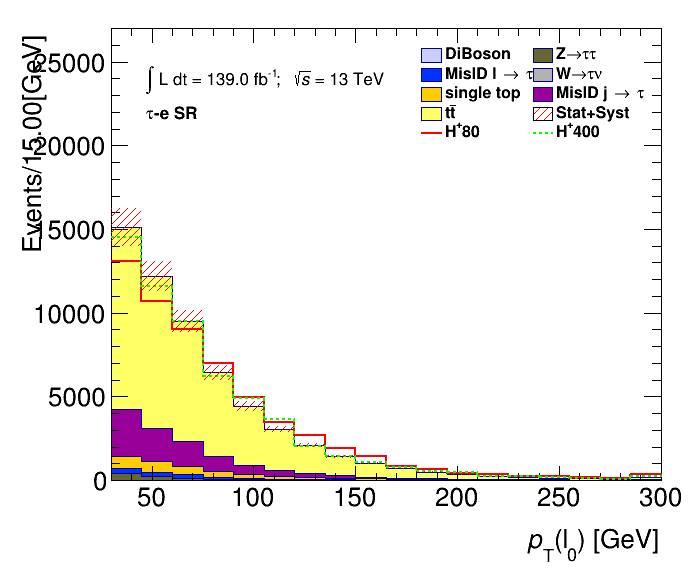 Events/15.00[GeV]
25000
20000
15000
10000
5000
0
∫ L dt = 139.0 fb⁻¹; √s = 13 TeV
τ-e SR
DiBoson Z→ττ
MisID l → τ W→τν
single top MisID j → τ
tt̄ Stat+Syst
H⁺80 H⁺400
50 100 150 200 250 300
p_T(l_0) [GeV]